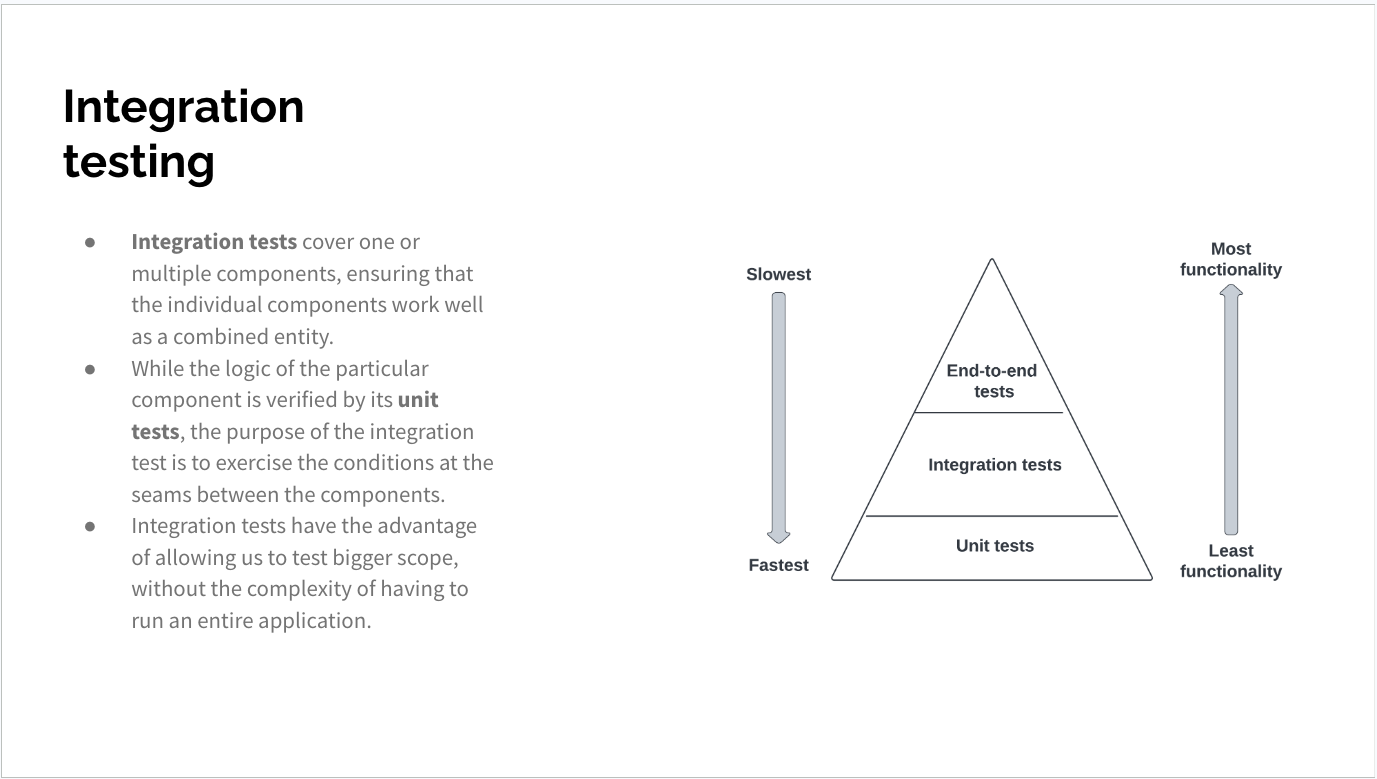 Integration
testing
● Integration tests cover one or
multiple components, ensuring that
the individual components work well
as a combined entity.
● While the logic of the particular
component is verified by its unit
tests, the purpose of the integration
test is to exercise the conditions at the
seams between the components.
● Integration tests have the advantage
of allowing us to test bigger scope,
without the complexity of having to
run an entire application.
Slowest
Fastest
End-to-end
tests
Integration tests
Unit tests
Most
functionality
Least
functionality